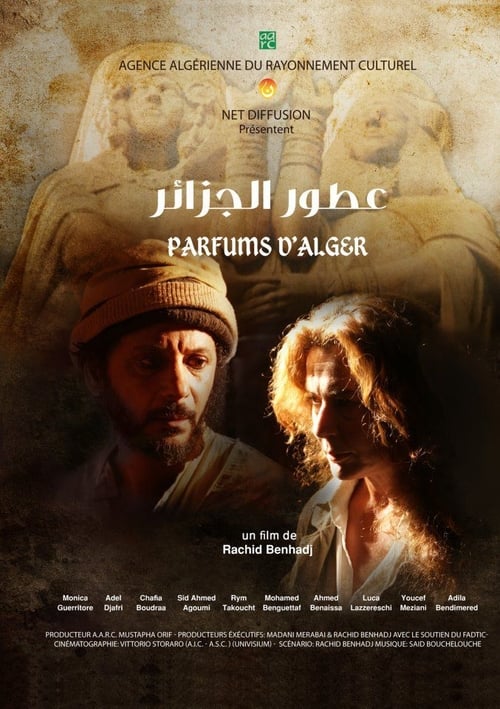 aa
rc
AGENCE ALGÉRIENNE DU RAYONNEMENT CULTUREL
NET DIFFUSION
Présentent
عطور الجزائر
PARFUMS D'ALGER
un film de
Rachid Benhadj
Monica Adel Chafia Sid Ahmed Rym Mohamed Ahmed Luca Youcef Adila
Guerritore Djafri Boudraa Agoumi Takoucht Benguettaf Benaissa Lazzereschi Meziani Bendimered
PRODUCTEUR A.A.R.C. MUSTAPHA ORIF - PRODUCTEURS ÉXÉCUTIFS: MADANI MERABAI & RACHID BENHADJ AVEC LE SOUTIEN DU FADTIC-
CINÉMATOGRAPHIE: VITTORIO STORARO (A.I.C. - A.S.C.) (UNIVISIUM) - SCÉNARIO: RACHID BENHADJ MUSIQUE: SAID BOUCHELOUCHE